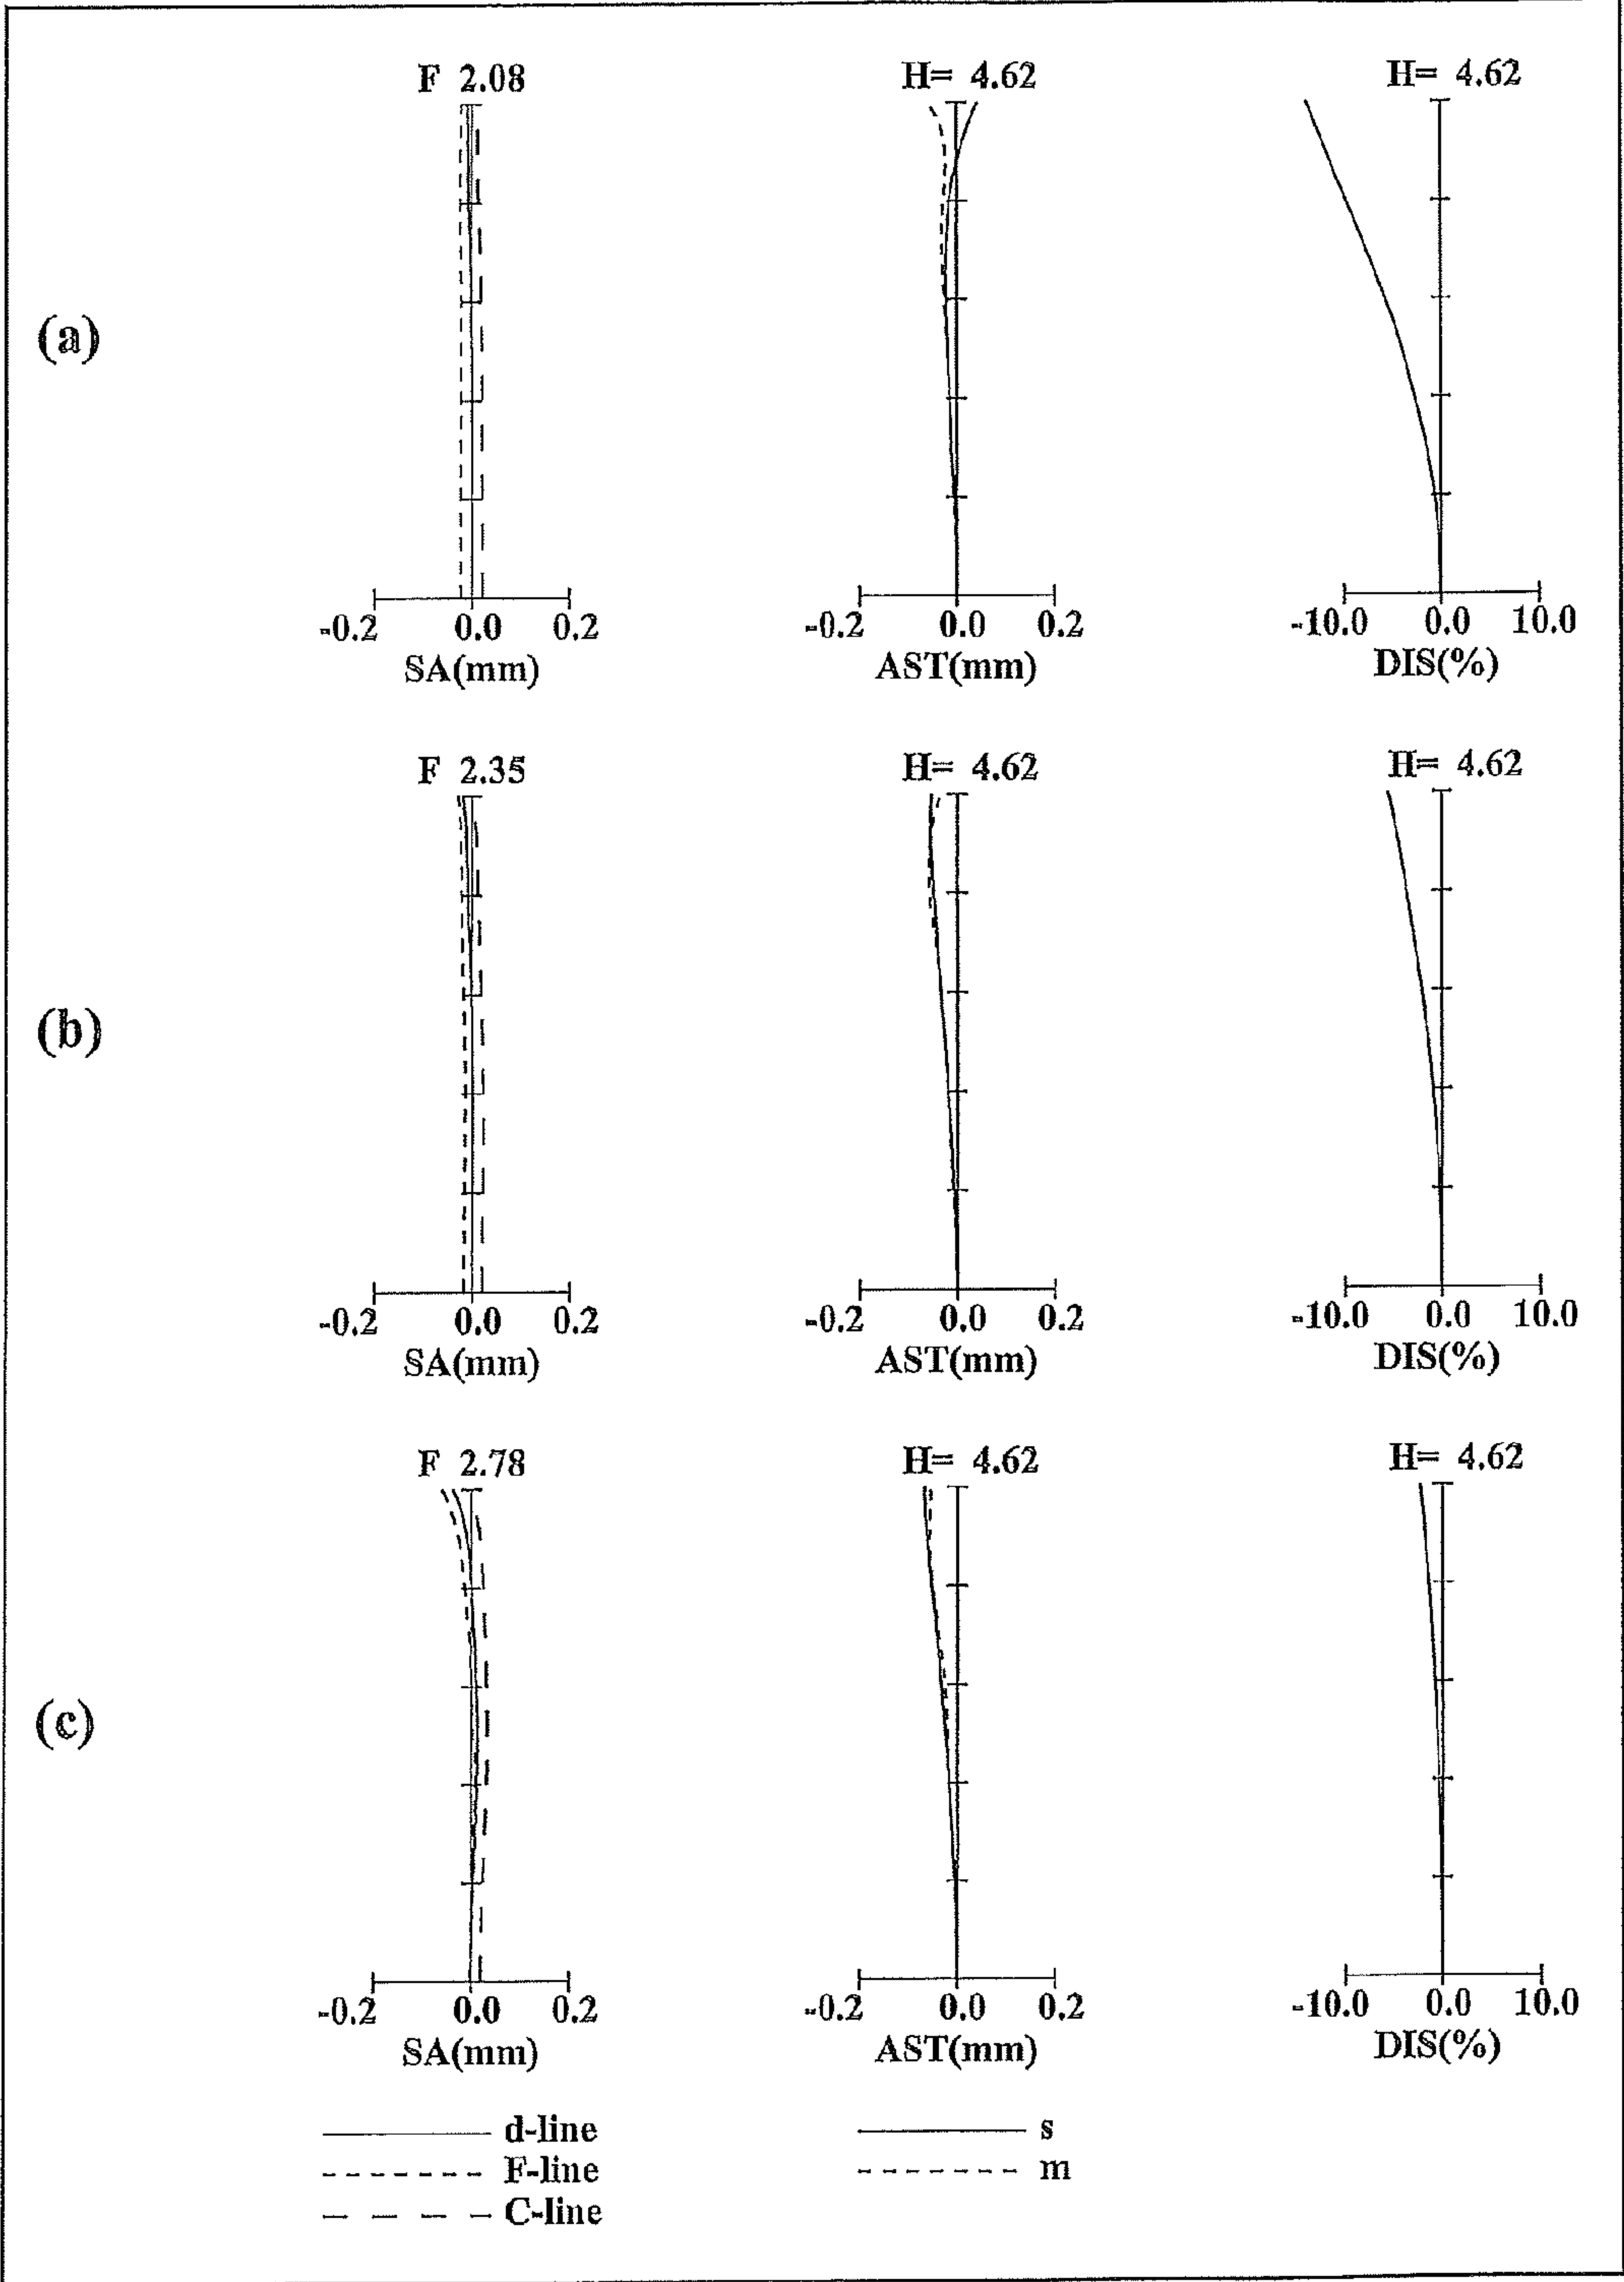 F 2.08 H= 4.62 H= 4.62
(a)
-0.2 0.0 0.2 -0.2 0.0 0.2 -10.0 0.0 10.0
SA(mm) AST(mm) DIS(%)
F 2.35 H= 4.62 H= 4.62
(b)
-0.2 0.0 0.2 -0.2 0.0 0.2 -10.0 0.0 10.0
SA(mm) AST(mm) DIS(%)
F 2.78 H= 4.62 H= 4.62
(c)
-0.2 0.0 0.2 -0.2 0.0 0.2 -10.0 0.0 10.0
SA(mm) AST(mm) DIS(%)
d-line s
F-line m
C-line